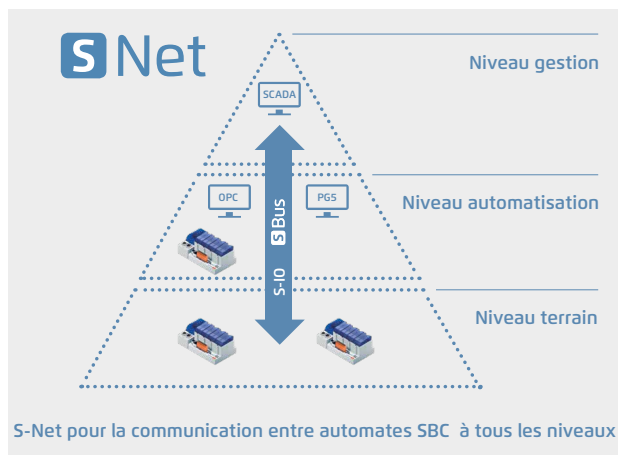 S Net
Niveau gestion
SCADA
OPC
PG5
Niveau automatisation
S-IO S Bus
Niveau terrain
S-Net pour la communication entre automates SBC à tous les niveaux